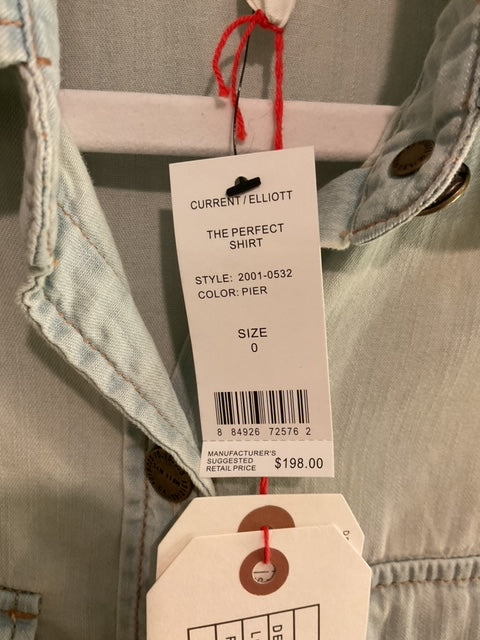 CURRENT/ELLIOTT
THE PERFECT
SHIRT
STYLE: 2001-0532
COLOR: PIER
SIZE
0
8 84926 72576 2
MANUFACTURER'S
SUGGESTED
RETAIL PRICE
$198.00